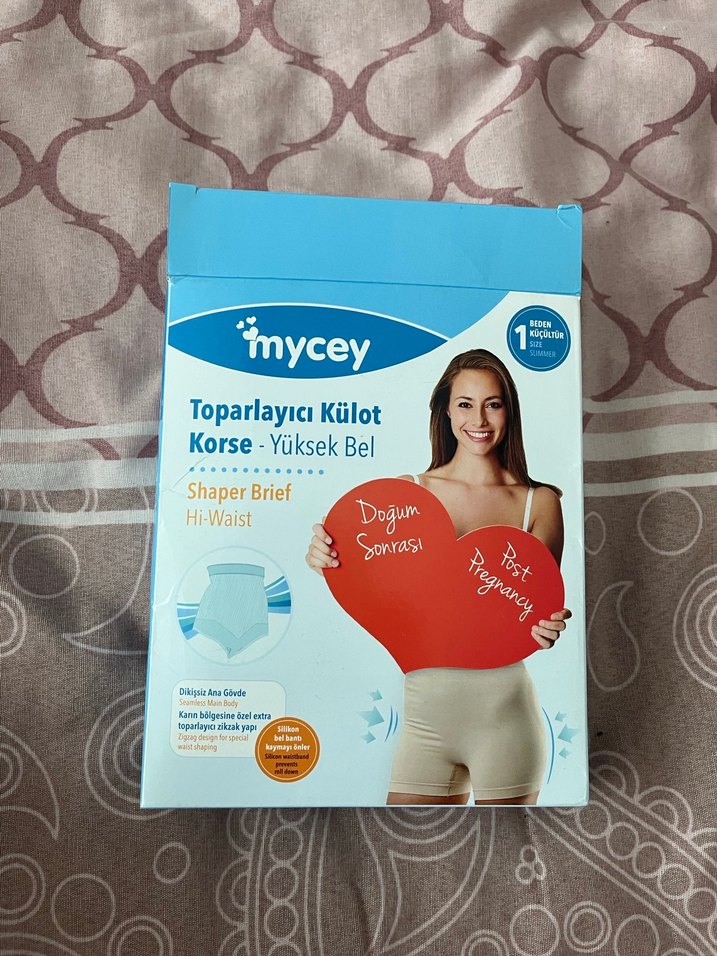 mycey
1
BEDEN
KÜÇÜLTÜR
SIZE
SLIMMER
Toparlayıcı Külot
Korse - Yüksek Bel
Shaper Brief
Hi-Waist
Doğum
Sonrası
Post
Pregnancy
Dikişsiz Ana Gövde
Seamless Main Body
Karın bölgesine özel extra
toparlayıcı zikzak yapı
Zigzag design for special
waist shaping
Silikon
bel bantı
kaymayı önler
Silicon waistband
prevents
roll down